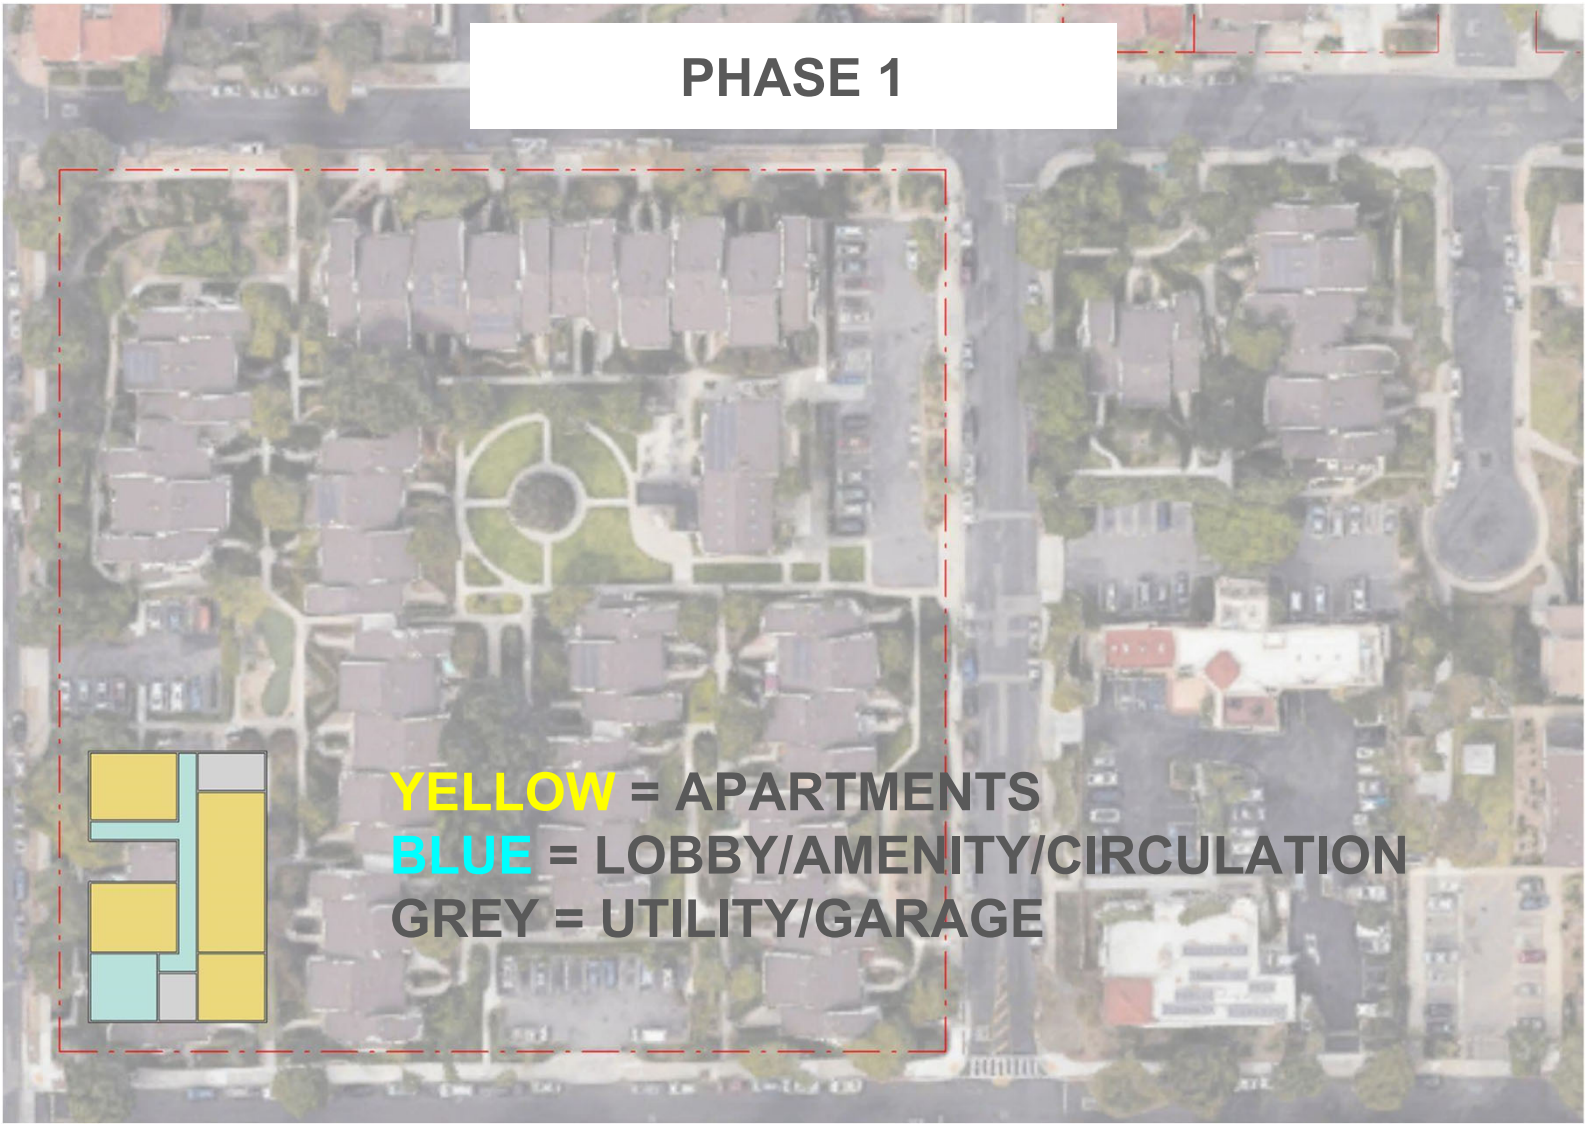 PHASE 1
YELLOW = APARTMENTS
BLUE = LOBBY/AMENITY/CIRCULATION
GREY = UTILITY/GARAGE